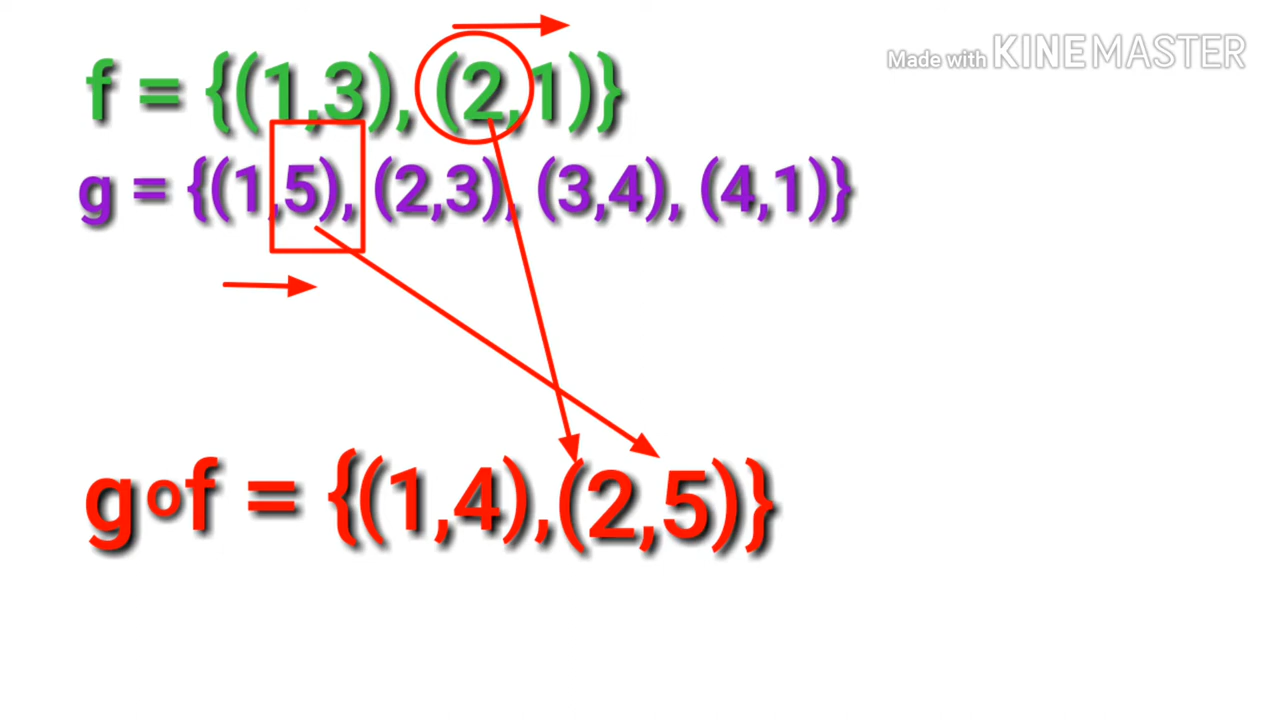 f = {(1,3), (2,1)}
Made with KINEMASTER
g = {(1,5), (2,3), (3,4), (4,1)}
g∘f = {(1,4),(2,5)}